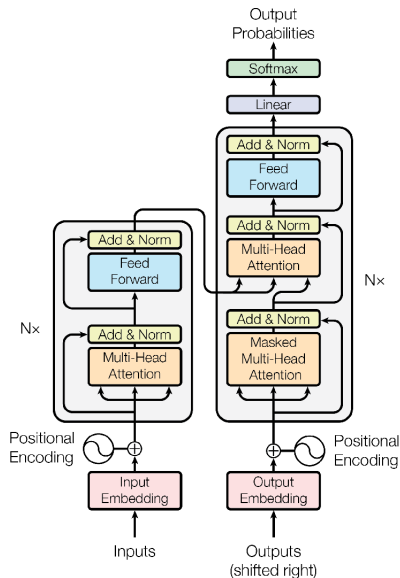 Output
Probabilities
Softmax
Linear
Add & Norm
Feed
Forward
Add & Norm
Multi-Head
Attention
Nx
Add & Norm
Masked
Multi-Head
Attention
Add & Norm
Feed
Forward
Nx
Add & Norm
Multi-Head
Attention
Positional
Encoding
Positional
Encoding
Input
Embedding
Output
Embedding
Inputs
Outputs
(shifted right)